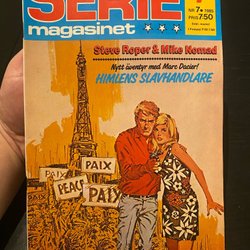 SERIE
magasinet
NR 7 • 1985
PRIS 7.50
Steve Roper & Mike Nomad
Nytt äventyr med Marc Dacier!
HIMLENS SLAVHANDLARE
PAIX
PAIX
PEACE
PAIX